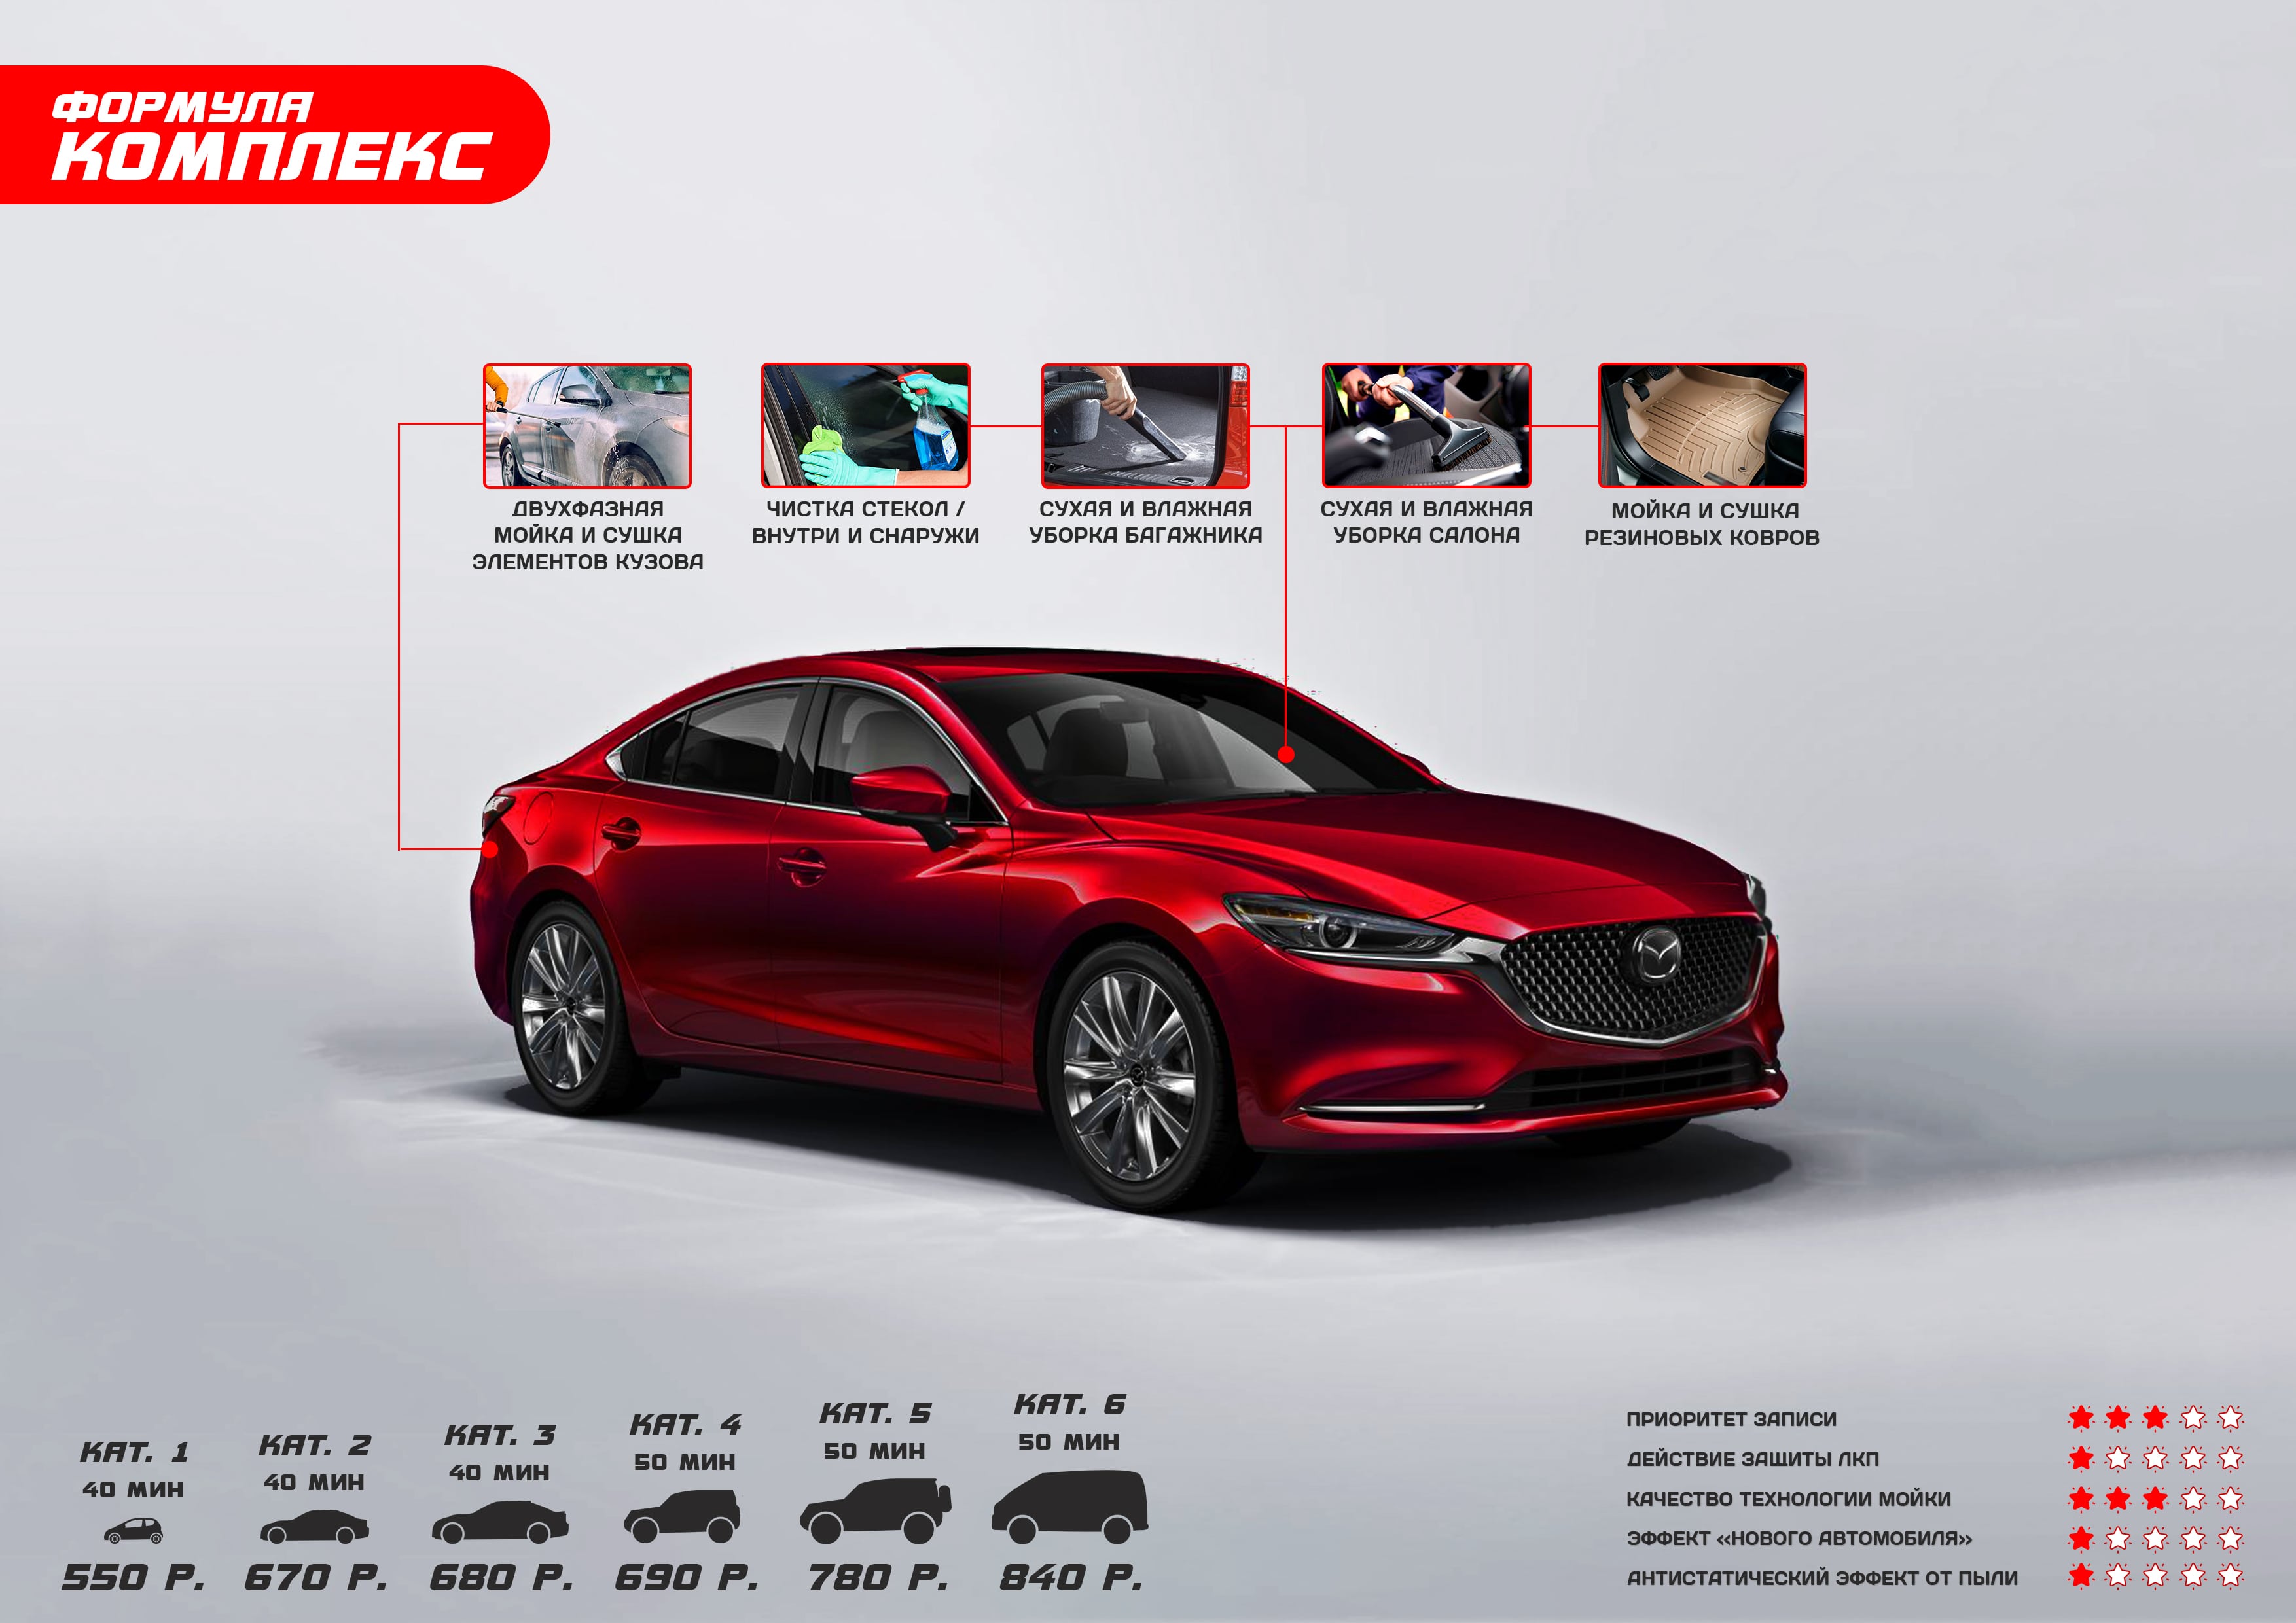 ФОРМУЛА
КОМПЛЕКС
ДВУХФАЗНАЯ
МОЙКА И СУШКА
ЭЛЕМЕНТОВ КУЗОВА
ЧИСТКА СТЕКОЛ /
ВНУТРИ И СНАРУЖИ
СУХАЯ И ВЛАЖНАЯ
УБОРКА БАГАЖНИКА
СУХАЯ И ВЛАЖНАЯ
УБОРКА САЛОНА
МОЙКА И СУШКА
РЕЗИНОВЫХ КОВРОВ
КАТ. 1
40 МИН
550 Р.
КАТ. 2
40 МИН
670 Р.
КАТ. 3
40 МИН
680 Р.
КАТ. 4
50 МИН
690 Р.
КАТ. 5
50 МИН
780 Р.
КАТ. 6
50 МИН
840 Р.
ПРИОРИТЕТ ЗАПИСИ
ДЕЙСТВИЕ ЗАЩИТЫ ЛКП
КАЧЕСТВО ТЕХНОЛОГИИ МОЙКИ
ЭФФЕКТ «НОВОГО АВТОМОБИЛЯ»
АНТИСТАТИЧЕСКИЙ ЭФФЕКТ ОТ ПЫЛИ